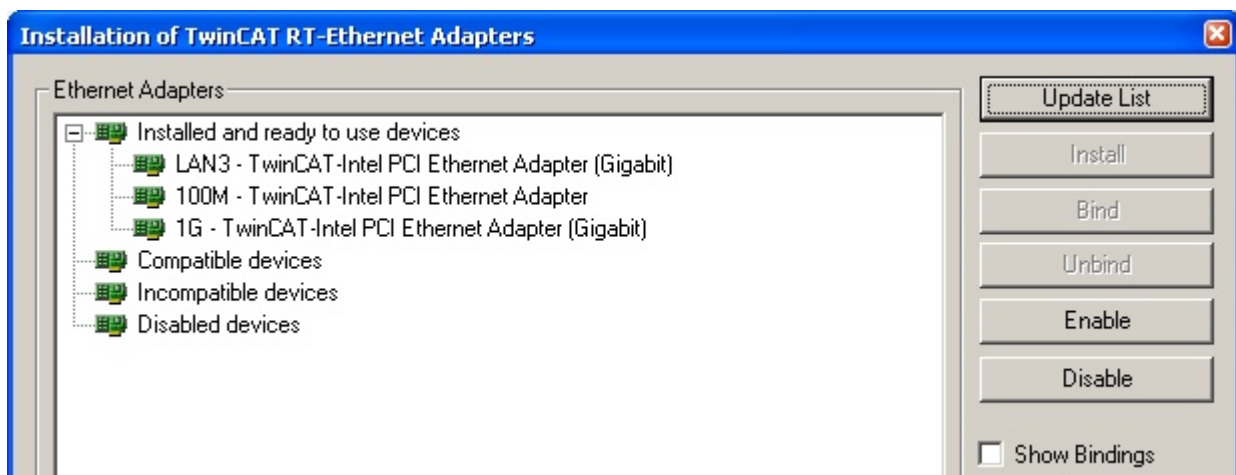 Installation of TwinCAT RT-Ethernet Adapters
Ethernet Adapters
Installed and ready to use devices
LAN3 - TwinCAT-Intel PCI Ethernet Adapter (Gigabit)
100M - TwinCAT-Intel PCI Ethernet Adapter
1G - TwinCAT-Intel PCI Ethernet Adapter (Gigabit)
Compatible devices
Incompatible devices
Disabled devices
Update List
Install
Bind
Unbind
Enable
Disable
Show Bindings